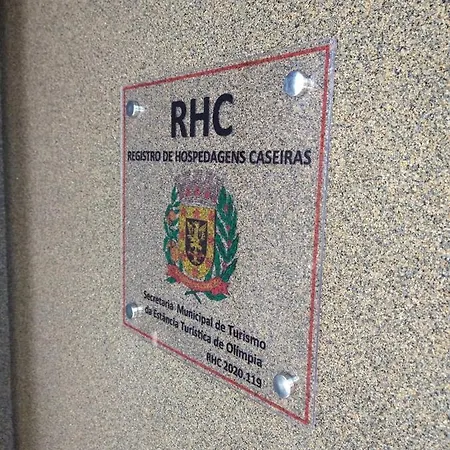 RHC
REGISTRO DE HOSPEDAGENS CASEIRAS
Secretaria Municipal de Turismo
da Estância Turística de Olímpia
RHC 2020.119